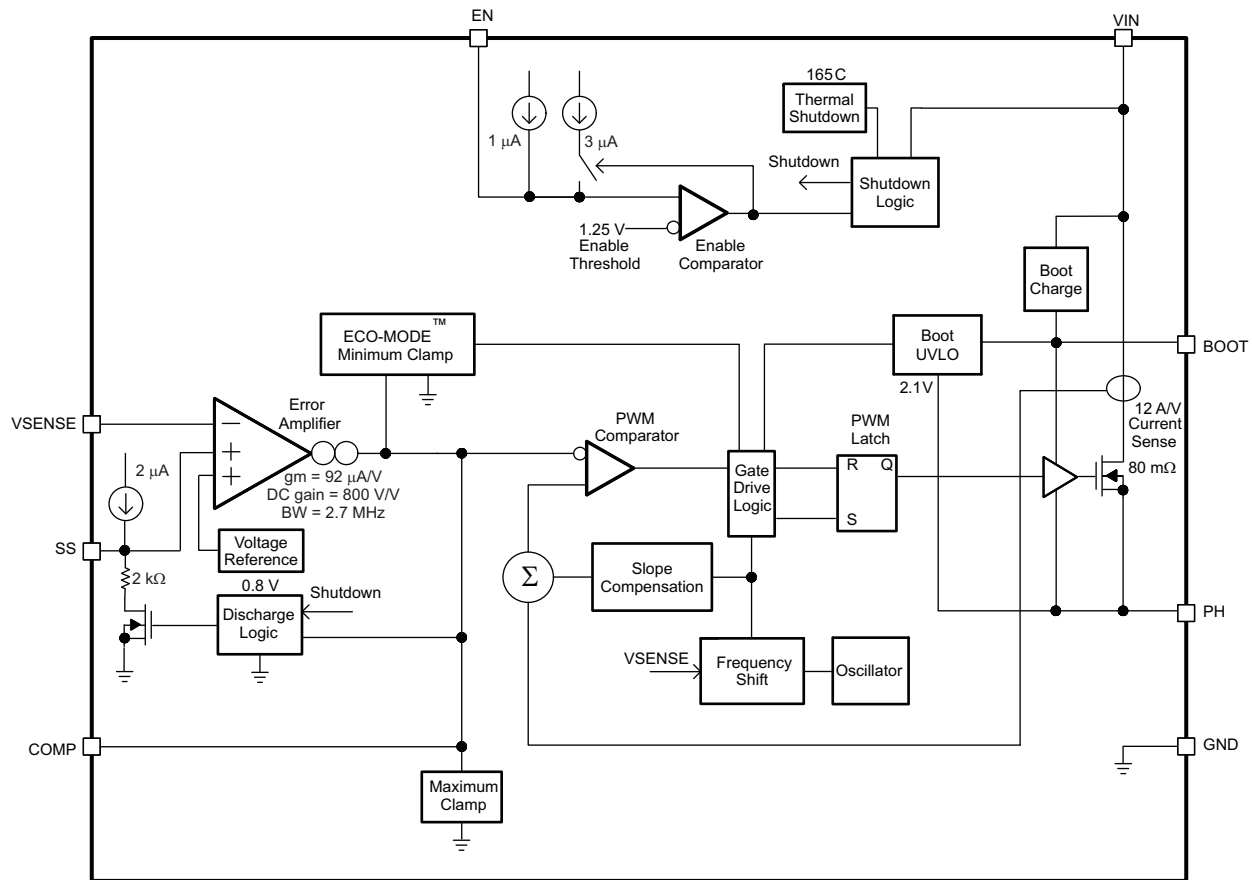 EN
VIN
165C
Thermal
Shutdown
1 μA
3 μA
Shutdown
Shutdown
Logic
1.25 V
Enable
Threshold
Enable
Comparator
Boot
Charge
ECO-MODE™
Minimum Clamp
Boot
UVLO
BOOT
2.1V
12 A/V
Current
Sense
VSENSE
Error
Amplifier
PWM
Comparator
PWM
Latch
80 mΩ
gm = 92 μA/V
DC gain = 800 V/V
BW = 2.7 MHz
Gate
Drive
Logic
R Q
S
2 μA
SS
Voltage
Reference
2 kΩ
0.8 V
Shutdown
Discharge
Logic
Σ
Slope
Compensation
PH
VSENSE
Frequency
Shift
Oscillator
COMP
GND
Maximum
Clamp